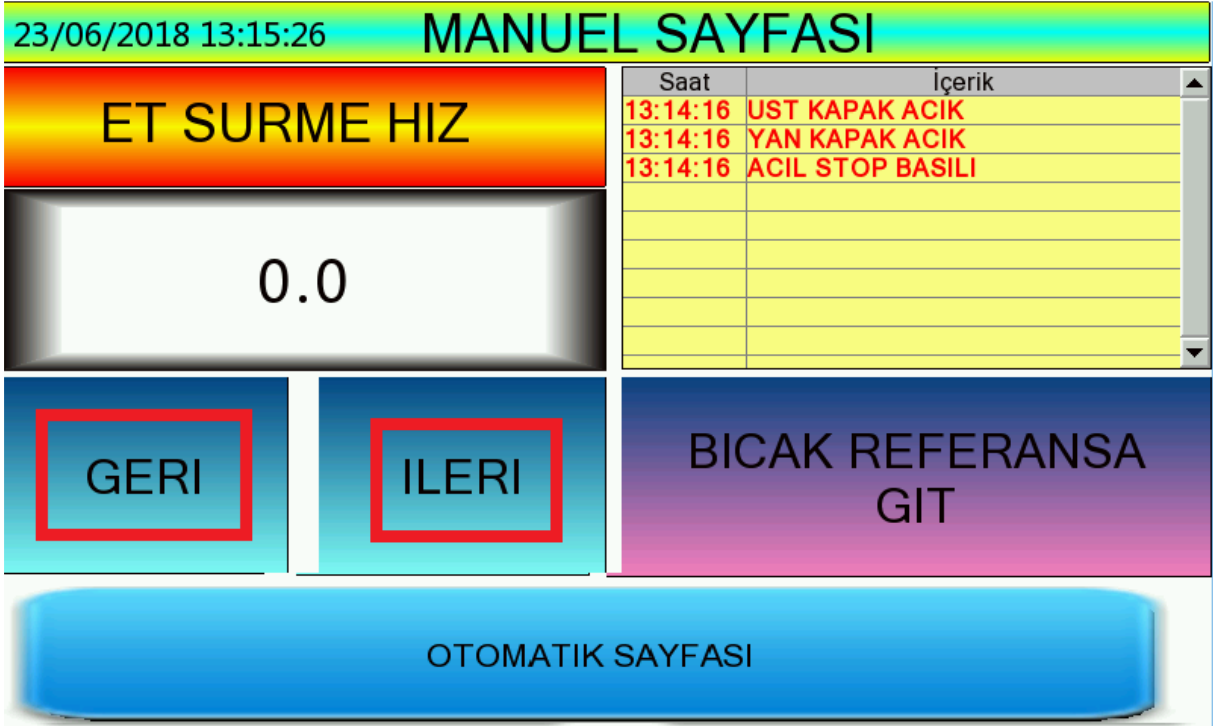 23/06/2018 13:15:26 MANUEL SAYFASI
ET SURME HIZ
0.0
Saat İçerik
13:14:16 UST KAPAK ACIK
13:14:16 YAN KAPAK ACIK
13:14:16 ACIL STOP BASILI
GERI
ILERI
BICAK REFERANSA
GIT
OTOMATIK SAYFASI